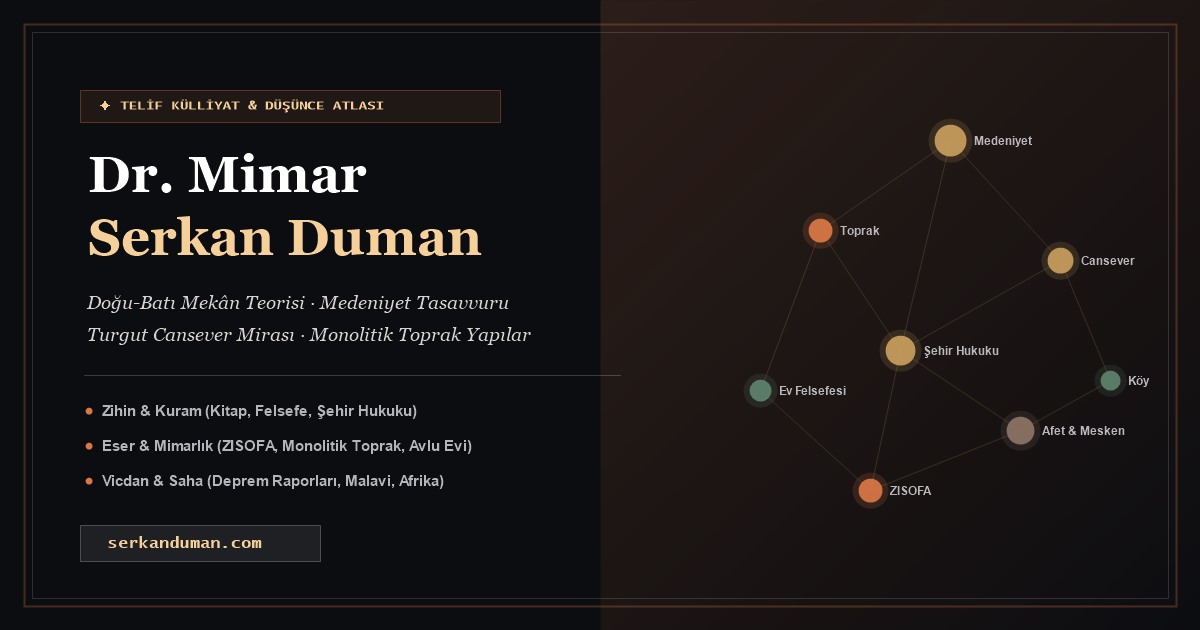 ✦ TELİF KÜLLİYAT & DÜŞÜNCE ATLASI
Dr. Mimar
Serkan Duman
Doğu-Batı Mekân Teorisi · Medeniyet Tasavvuru
Turgut Cansever Mirası · Monolitik Toprak Yapılar
• Zihin & Kuram (Kitap, Felsefe, Şehir Hukuku)
• Eser & Mimarlık (ZISOFA, Monolitik Toprak, Avlu Evi)
• Vicdan & Saha (Deprem Raporları, Malavi, Afrika)
serkanduman.com
Medeniyet
Toprak
Cansever
Şehir Hukuku
Ev Felsefesi
Köy
Afet & Mesken
ZISOFA